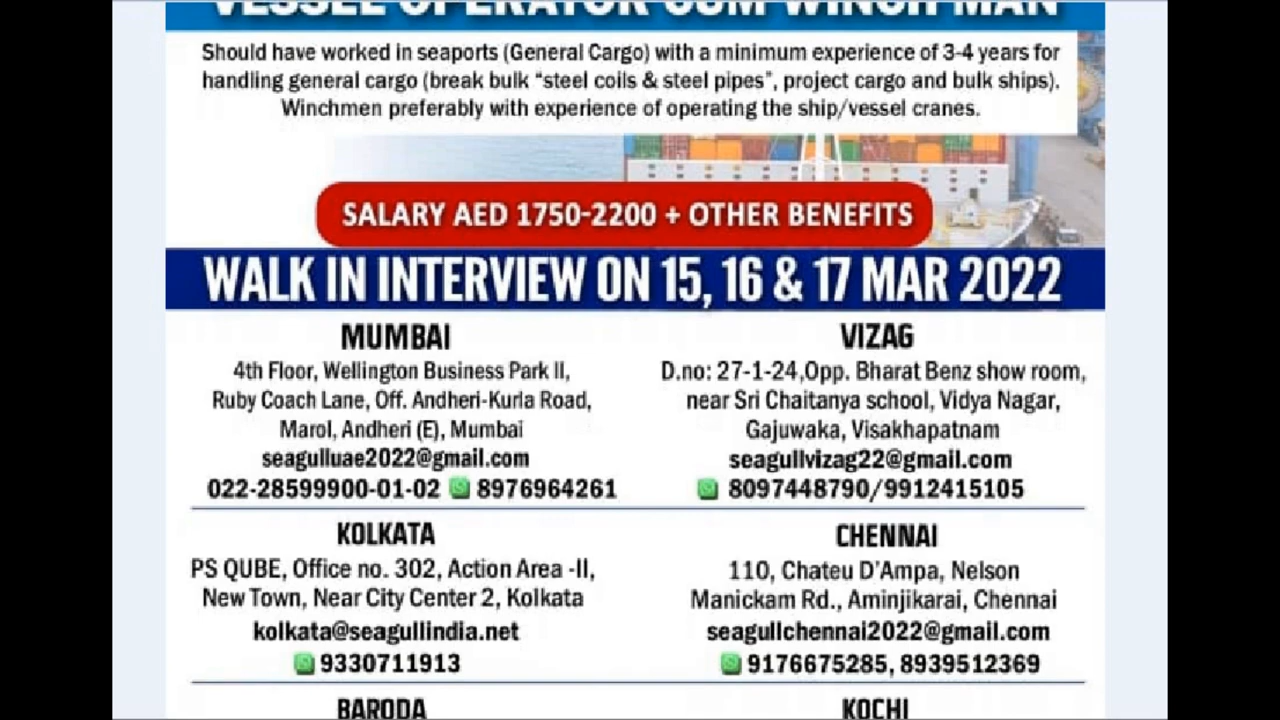 VESSEL OPERATOR CUM WINCH MAN
Should have worked in seaports (General Cargo) with a minimum experience of 3-4 years for
handling general cargo (break bulk “steel coils & steel pipes”, project cargo and bulk ships).
Winchmen preferably with experience of operating the ship/vessel cranes.
SALARY AED 1750-2200 + OTHER BENEFITS
WALK IN INTERVIEW ON 15, 16 & 17 MAR 2022
MUMBAI
4th Floor, Wellington Business Park II,
Ruby Coach Lane, Off. Andheri-Kurla Road,
Marol, Andheri (E), Mumbai
seagulluae2022@gmail.com
022-28599900-01-02 8976964261
VIZAG
D.no: 27-1-24,Opp. Bharat Benz show room,
near Sri Chaitanya school, Vidya Nagar,
Gajuwaka, Visakhapatnam
seagullvizag22@gmail.com
8097448790/9912415105
KOLKATA
PS QUBE, Office no. 302, Action Area -II,
New Town, Near City Center 2, Kolkata
kolkata@seagullindia.net
9330711913
CHENNAI
110, Chateu D’Ampa, Nelson
Manickam Rd., Aminjikarai, Chennai
seagullchennai2022@gmail.com
9176675285, 8939512369
BARODA
KOCHI